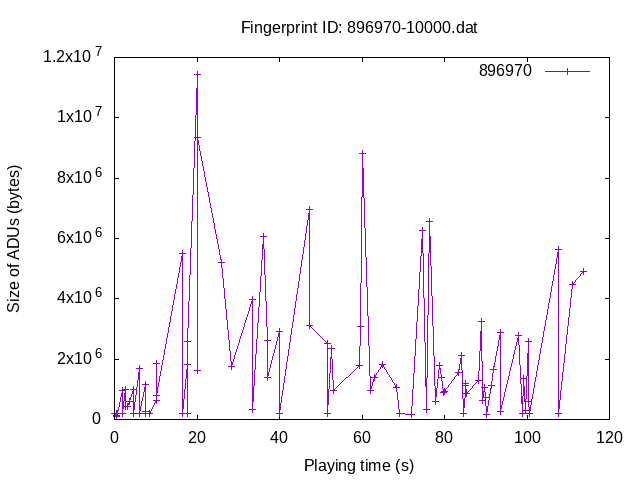 Fingerprint ID: 896970-10000.dat
896970
Size of ADUs (bytes)
1.2x10^7
1x10^7
8x10^6
6x10^6
4x10^6
2x10^6
0
0 20 40 60 80 100 120
Playing time (s)